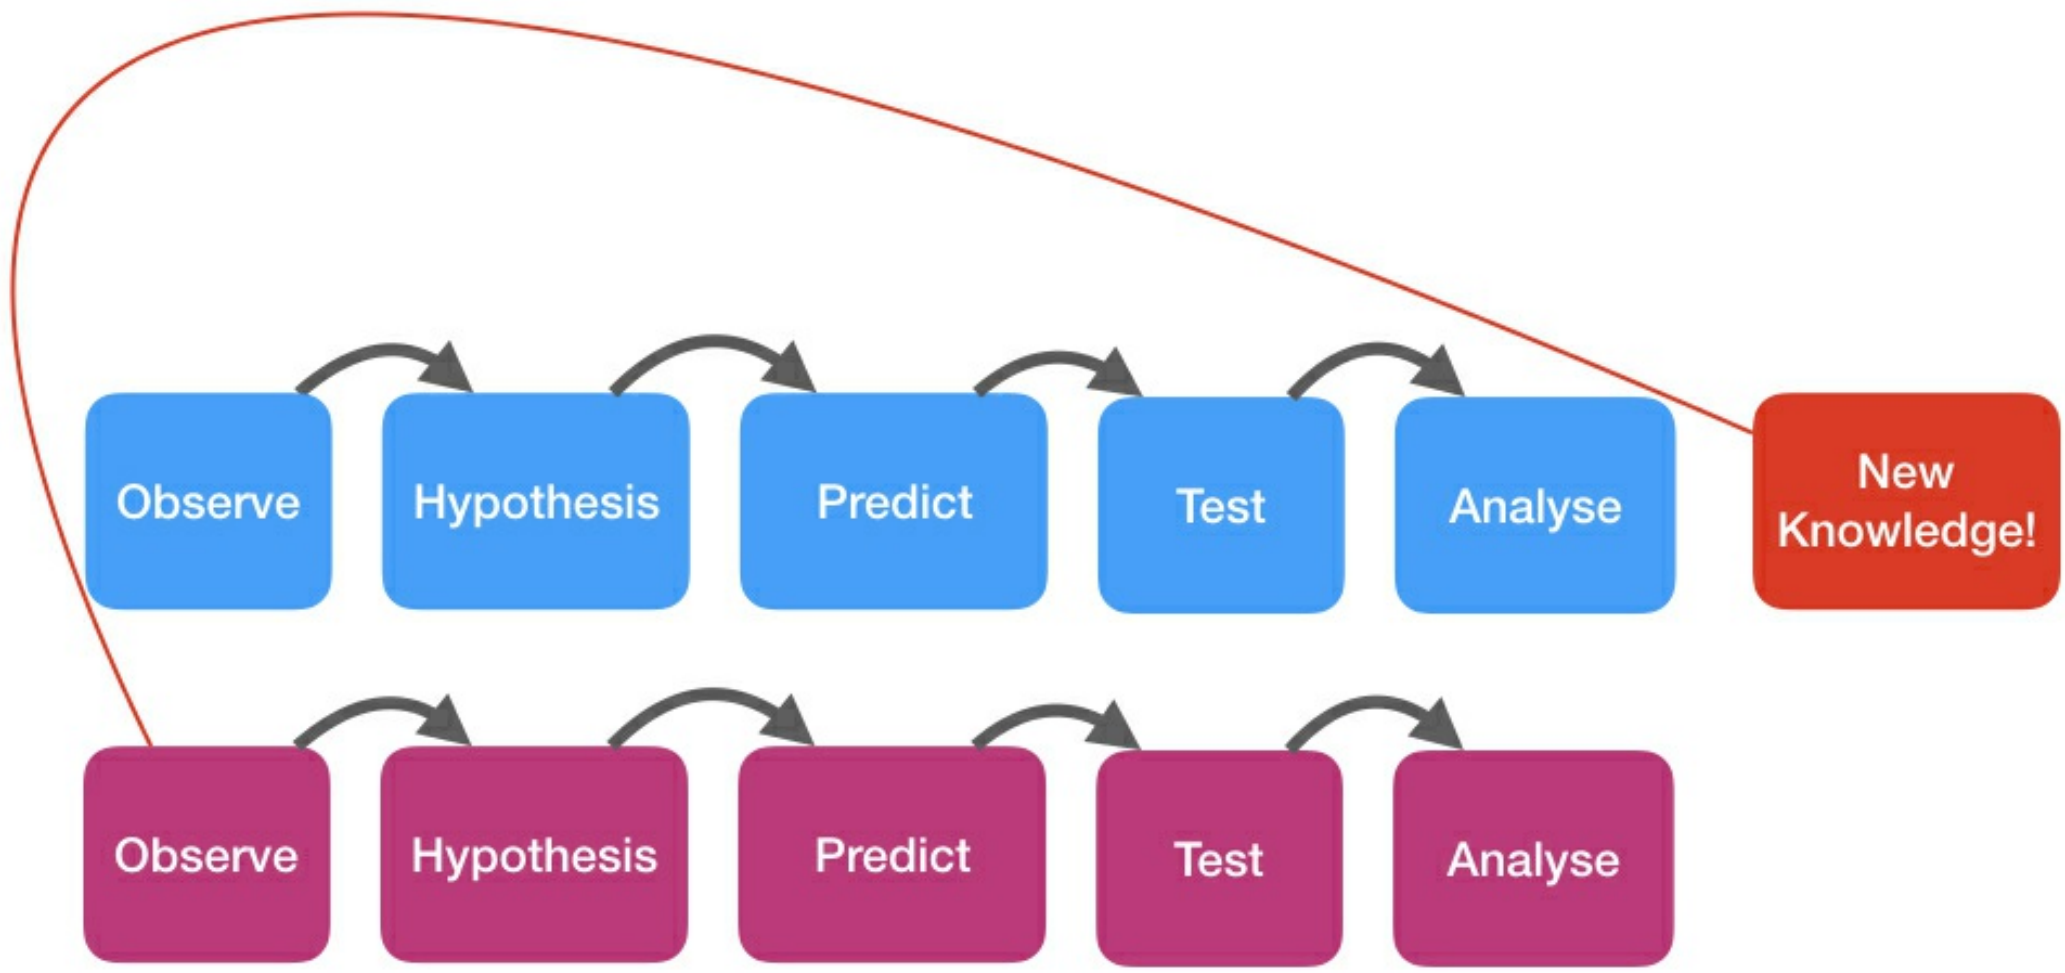 Observe
Hypothesis
Predict
Test
Analyse
New
Knowledge!
Observe
Hypothesis
Predict
Test
Analyse